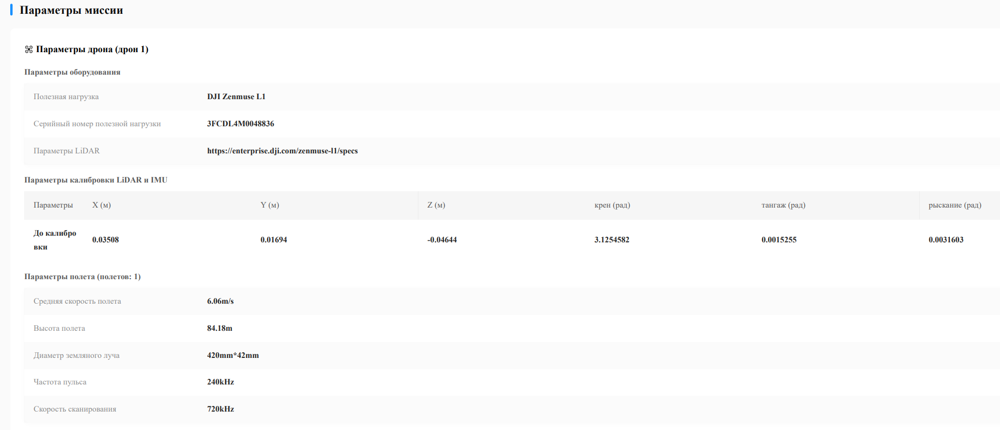 Параметры миссии
Параметры дрона (дрон 1)
Параметры оборудования
Полезная нагрузка DJI Zenmuse L1
Серийный номер полезной нагрузки 3FCDL4M0048836
Параметры LiDAR https://enterprise.dji.com/zenmuse-l1/specs
Параметры калибровки LiDAR и IMU
Параметры X (м) Y (м) Z (м) крен (рад) тангаж (рад) рыскание (рад)
До калибро
вки 0.03508 0.01694 -0.04644 3.1254582 0.0015255 0.0031603
Параметры полета (полетов: 1)
Средняя скорость полета 6.06m/s
Высота полета 84.18m
Диаметр земляного луча 420mm*42mm
Частота пульса 240kHz
Скорость сканирования 720kHz